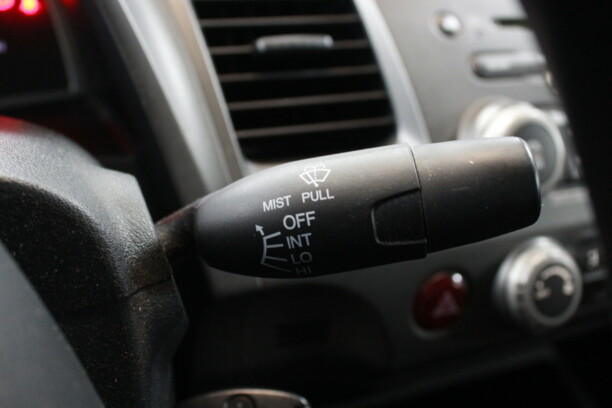 MIST PULL
OFF
INT
LO
HI